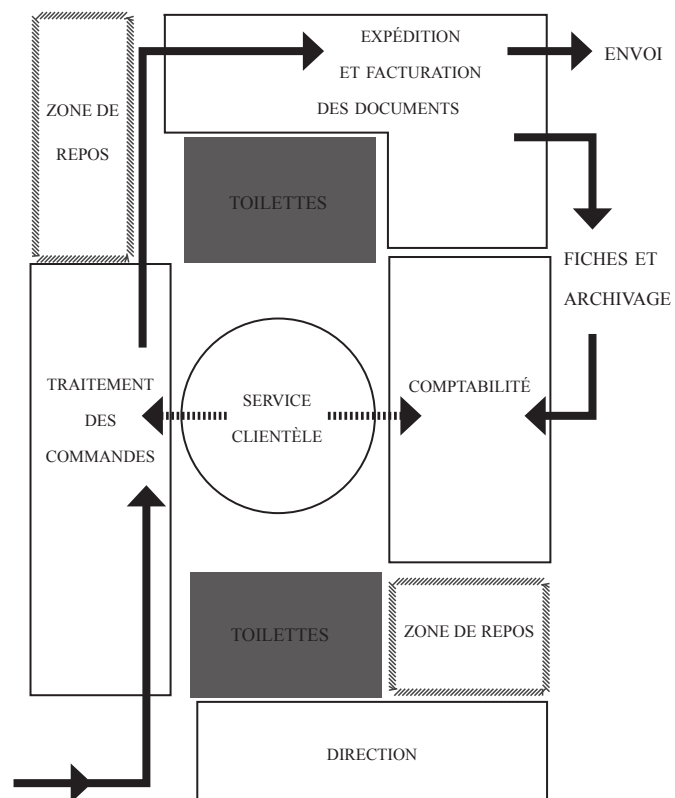 EXPÉDITION
ET FACTURATION
DES DOCUMENTS
ENVOI
ZONE DE
REPOS
TOILETTES
FICHES ET
ARCHIVAGE
TRAITEMENT
DES
COMMANDES
SERVICE
CLIENTÈLE
COMPTABILITÉ
TOILETTES
ZONE DE REPOS
DIRECTION